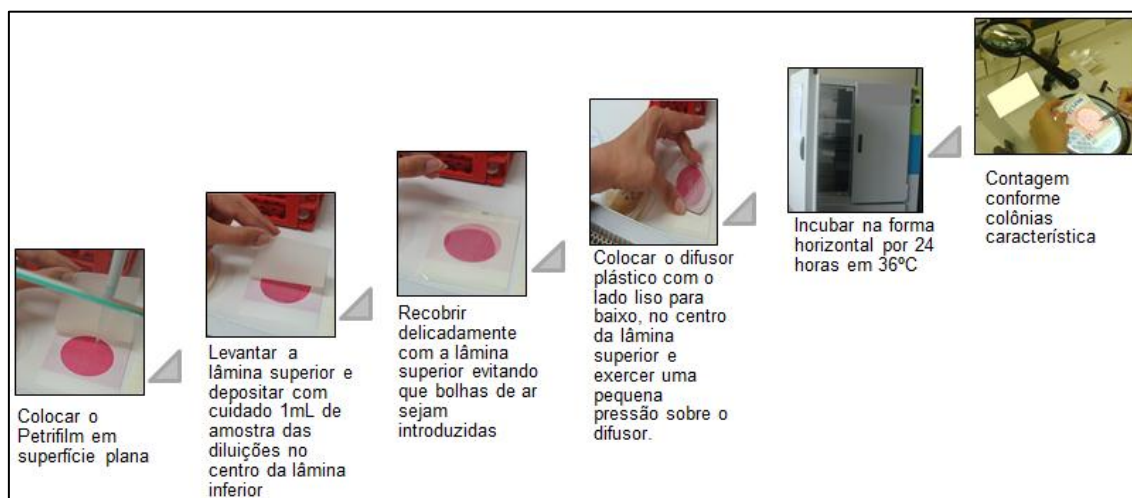 Colocar o
Petrifilm em
superfície plana
Levantar a
lâmina superior e
depositar com
cuidado 1mL de
amostra das
diluições no
centro da lâmina
inferior
Recobrir
delicadamente
com a lâmina
superior evitando
que bolhas de ar
sejam
introduzidas
Colocar o difusor
plástico com o
lado liso para
baixo, no centro
da lâmina
superior e
exercer uma
pequena
pressão sobre o
difusor.
Incubar na forma
horizontal por 24
horas em 36ºC
Contagem
conforme
colônias
característica